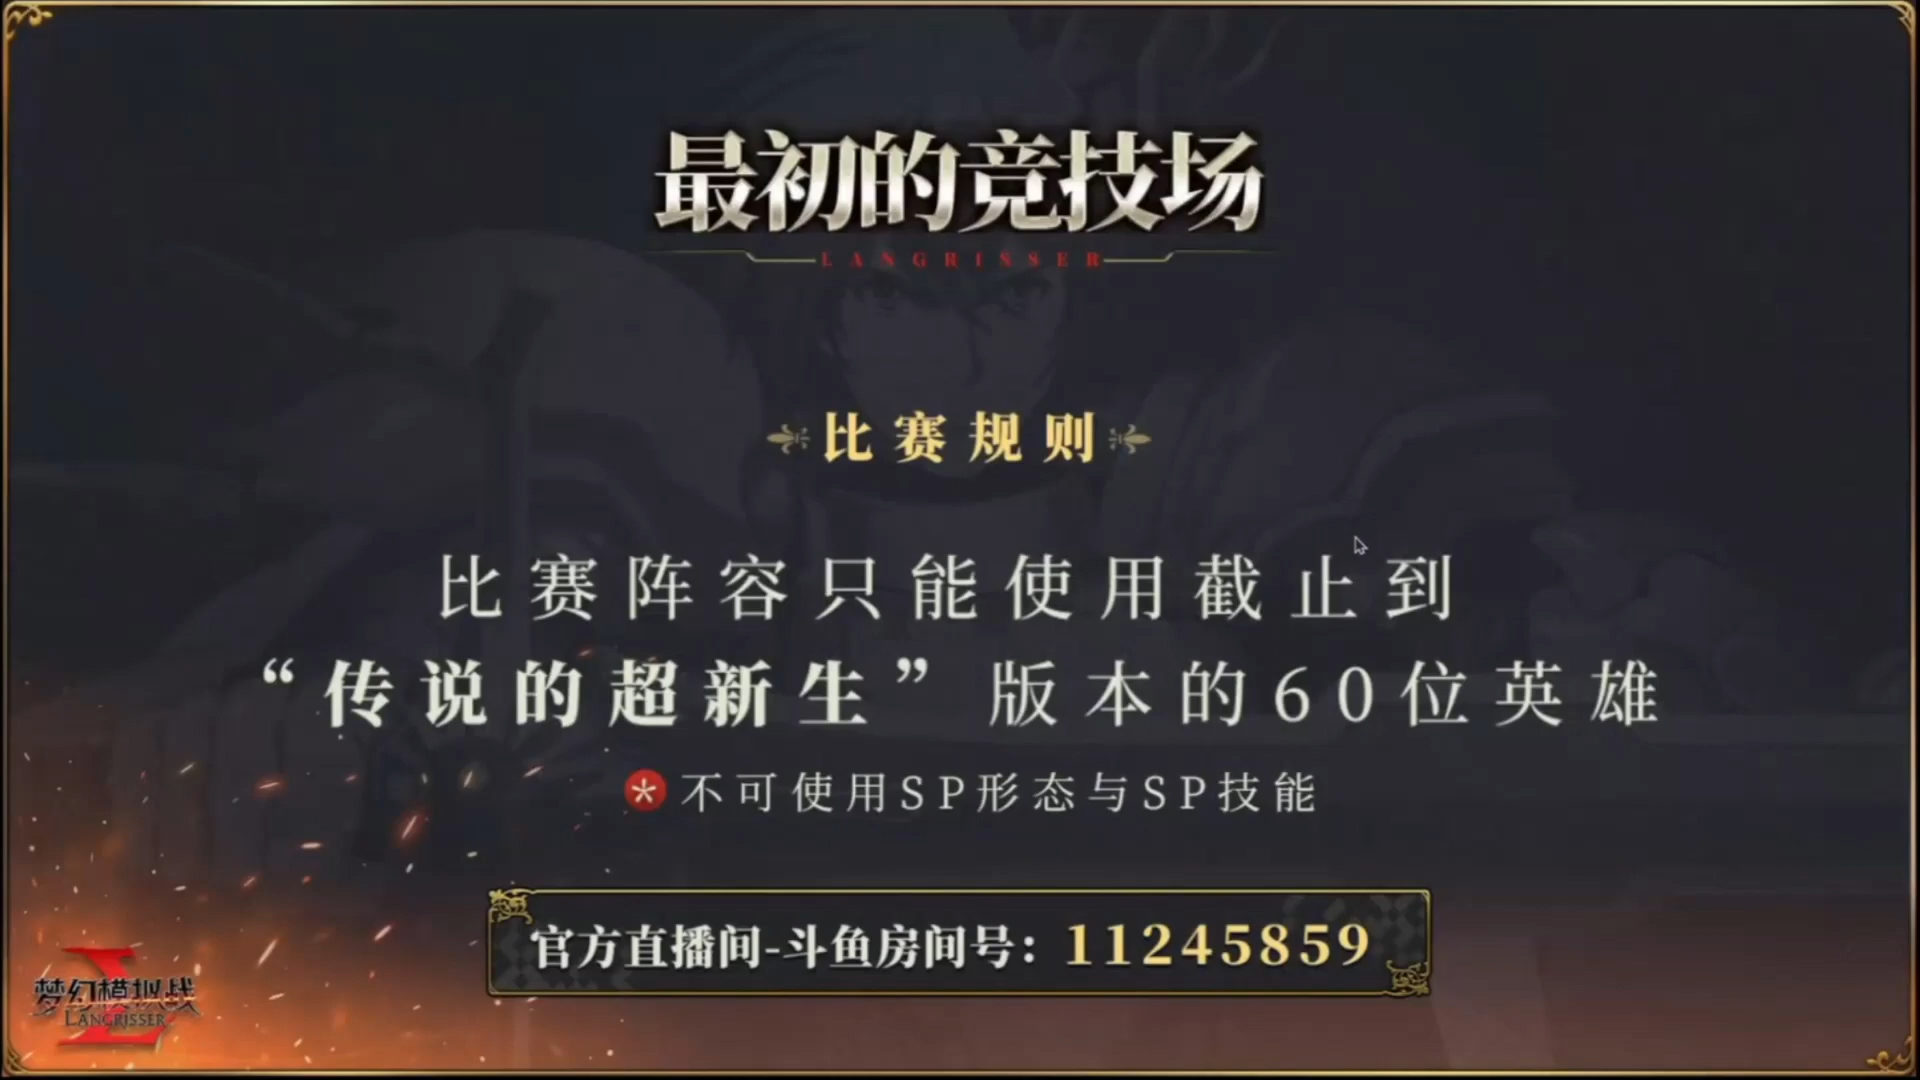 最初的竞技场
LANGRISSER
比赛规则
比赛阵容只能使用截止到
“传说的超新生”版本的60位英雄
* 不可使用SP形态与SP技能
官方直播间-斗鱼房间号：11245859
梦幻模拟战
LANGRISSER